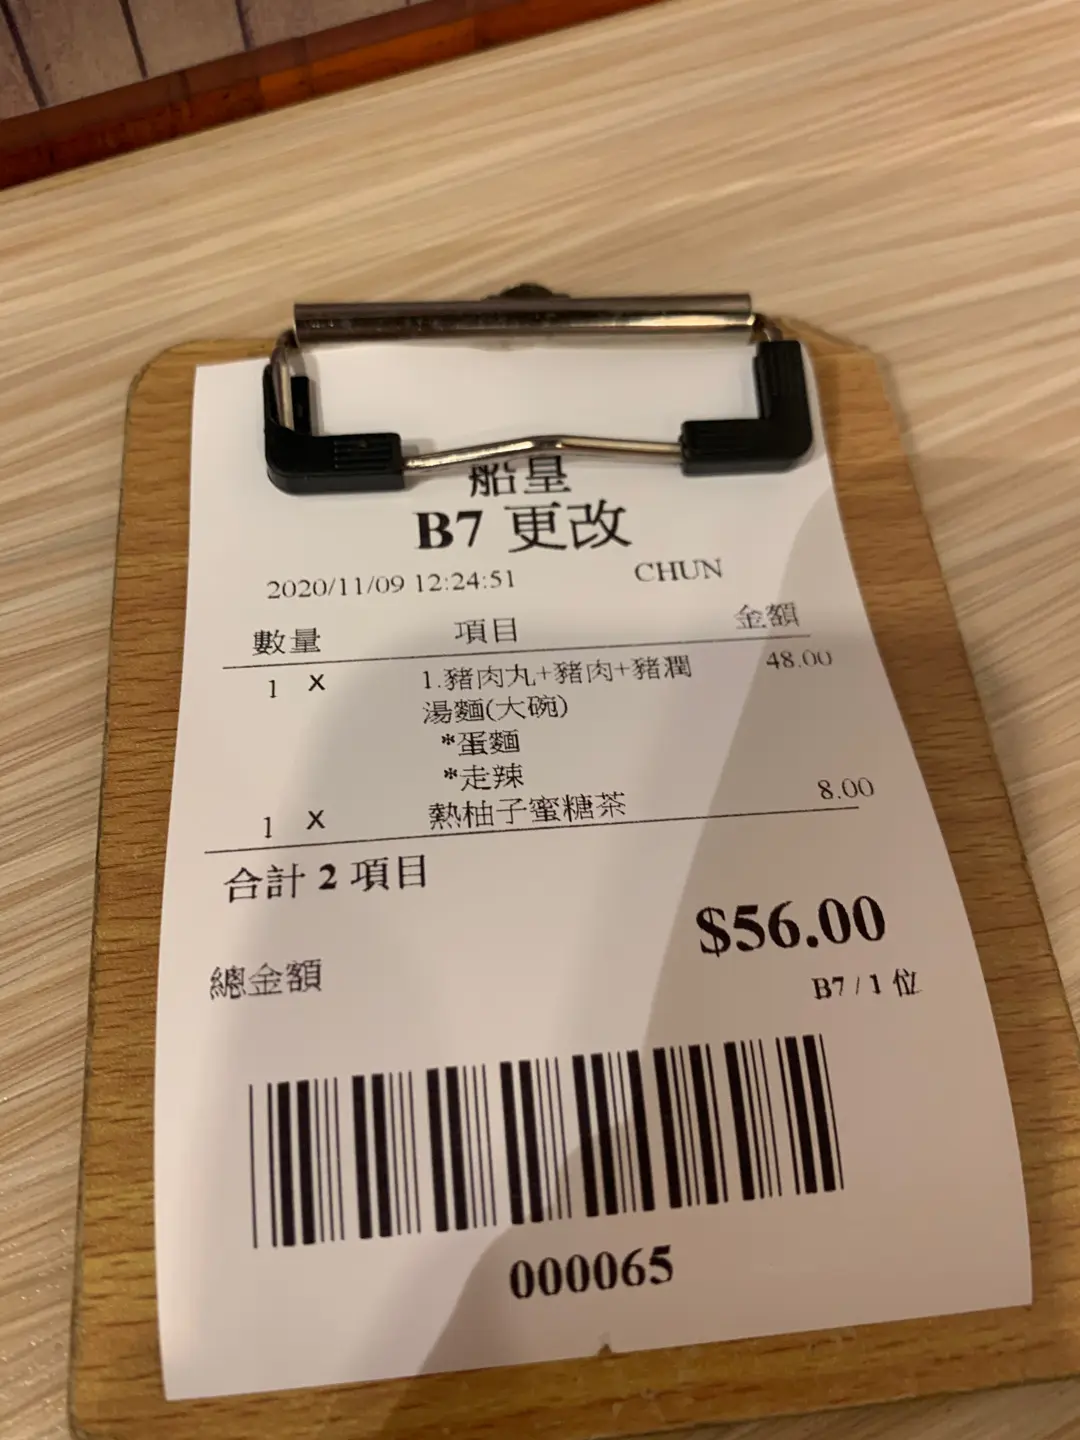 船皇
B7 更改
2020/11/09 12:24:51 CHUN
數量 項目 金額
1 X 1.豬肉丸+豬肉+豬潤 48.00
湯麵(大碗)
*蛋麵
*走辣
1 X 熱柚子蜜糖茶 8.00
合計 2 項目
$56.00
總金額
B7 / 1 位
000065